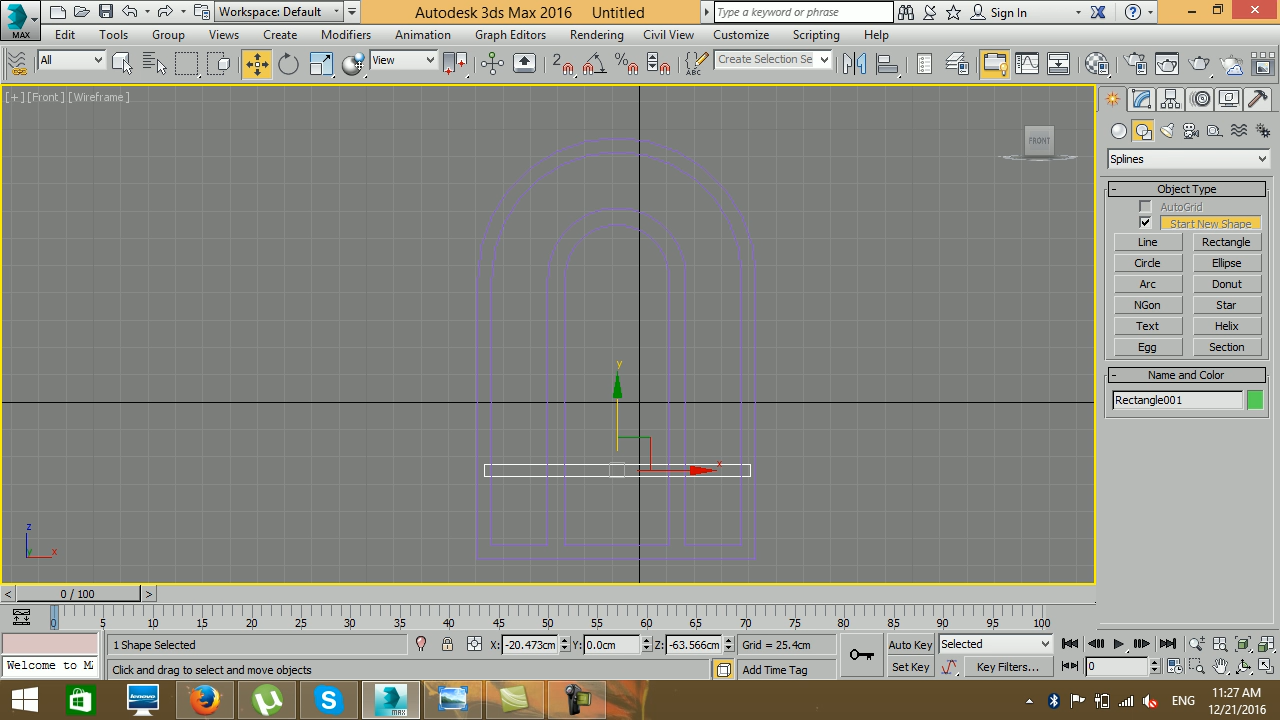 Workspace: Default
Autodesk 3ds Max 2016 Untitled
Type a keyword or phrase
Sign In
MAX
Edit Tools Group Views Create Modifiers Animation Graph Editors Rendering Civil View Customize Scripting Help
All
View
2
%
ABC
Create Selection Se
[+] [Front] [Wireframe]
FRONT
Splines
- Object Type
AutoGrid
Start New Shape
Line Rectangle
Circle Ellipse
Arc Donut
NGon Star
Text Helix
Egg Section
- Name and Color
Rectangle001
y
x
z
y x
< 0 / 100 >
0 5 10 15 20 25 30 35 40 45 50 55 60 65 70 75 80 85 90 95 100
1 Shape Selected
X: -20.473cm Y: 0.0cm Z: -63.566cm Grid = 25.4cm
Auto Key Selected
Welcome to M
Click and drag to select and move objects
Add Time Tag
Set Key Key Filters...
0
lenovo
MAX
ENG
11:27 AM
12/21/2016